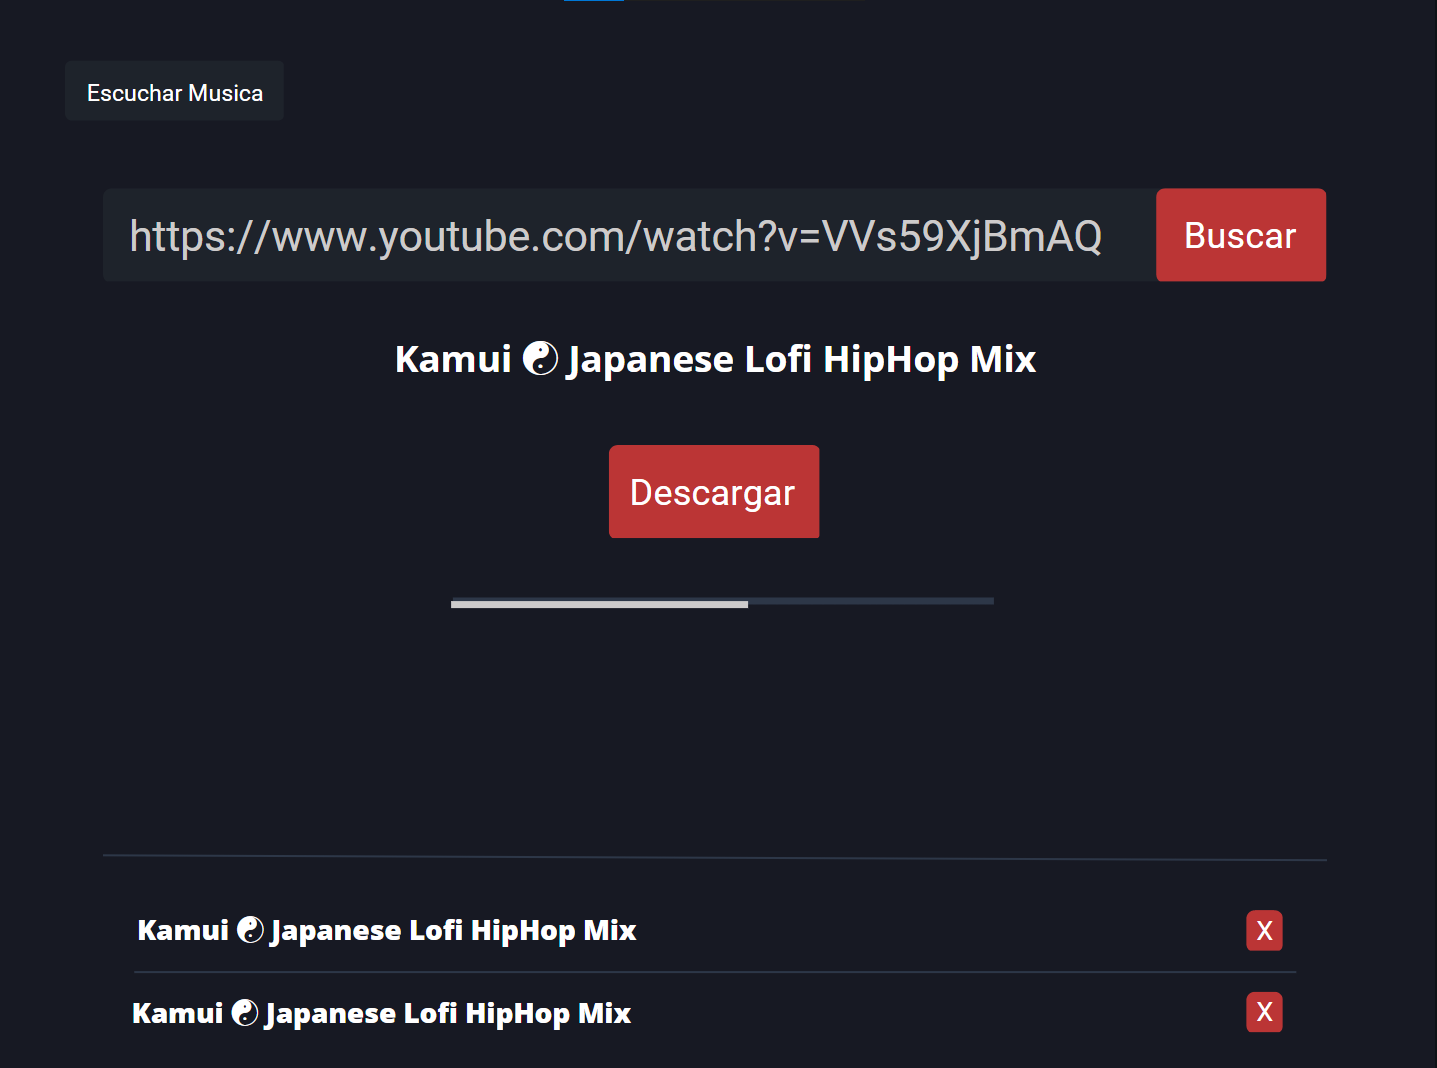 Escuchar Musica
https://www.youtube.com/watch?v=VVs59XjBmAQ Buscar
Kamui ☯ Japanese Lofi HipHop Mix
Descargar
Kamui ☯ Japanese Lofi HipHop Mix X
Kamui ☯ Japanese Lofi HipHop Mix X